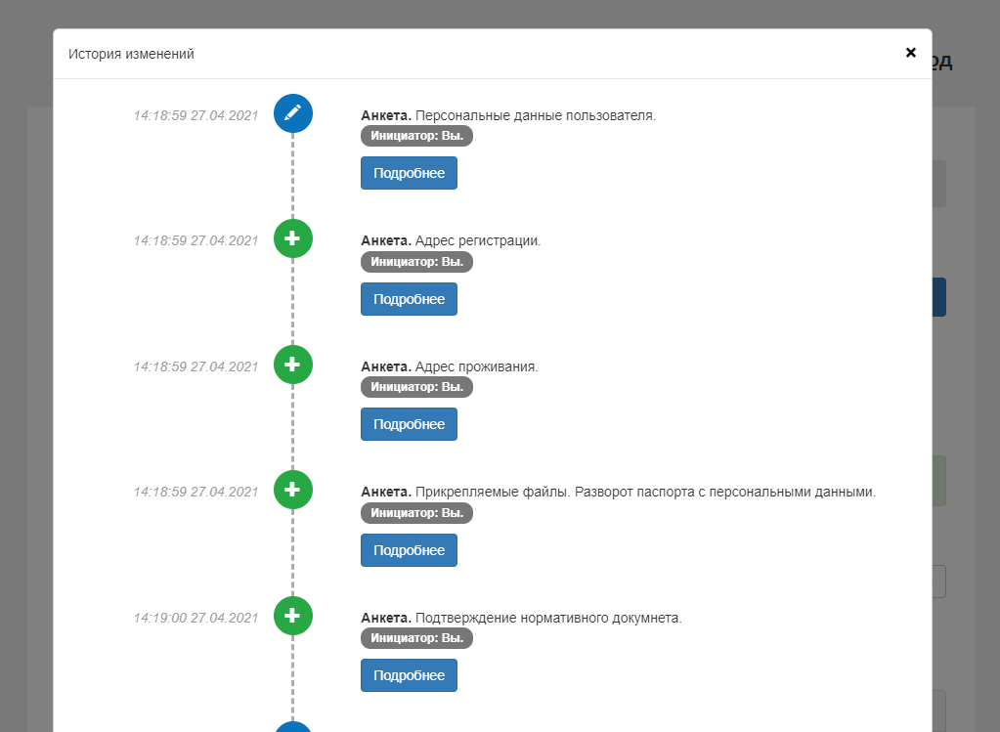 История изменений
14:18:59 27.04.2021
Анкета. Персональные данные пользователя.
Инициатор: Вы.
Подробнее
14:18:59 27.04.2021
Анкета. Адрес регистрации.
Инициатор: Вы.
Подробнее
14:18:59 27.04.2021
Анкета. Адрес проживания.
Инициатор: Вы.
Подробнее
14:18:59 27.04.2021
Анкета. Прикрепляемые файлы. Разворот паспорта с персональными данными.
Инициатор: Вы.
Подробнее
14:19:00 27.04.2021
Анкета. Подтверждение нормативного докумнета.
Инициатор: Вы.
Подробнее